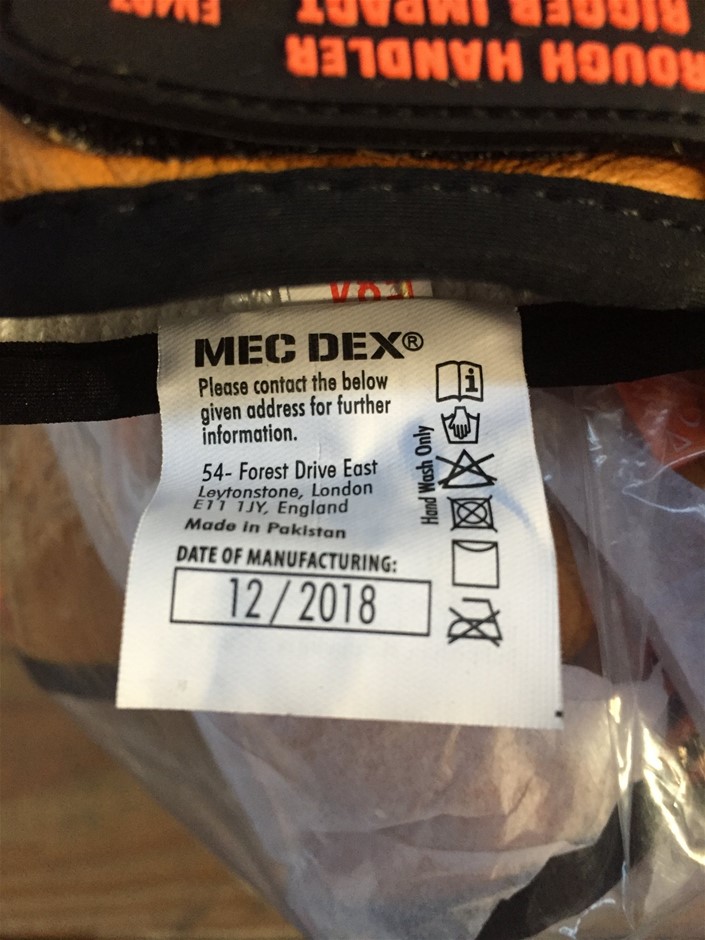 ROUGH HANDLER
RIGGER IMPACT
MEC DEX®
Please contact the below
given address for further
information.
54- Forest Drive East
Leytonstone, London
E11 1JY, England
Made in Pakistan
DATE OF MANUFACTURING:
12/2018
Hand Wash Only